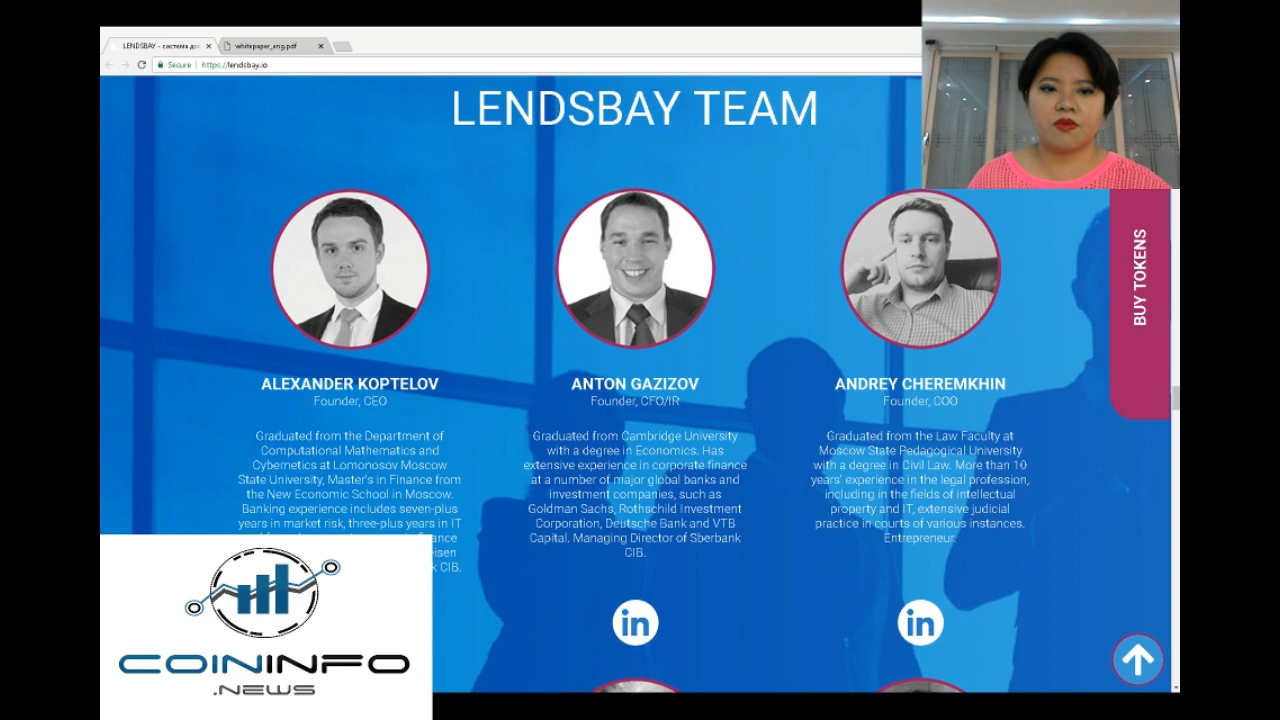 LENDSBAY - система до
whitepaper_eng.pdf
Secure
https://lendsbay.io
LENDSBAY TEAM
BUY TOKENS
ALEXANDER KOPTELOV
Founder, CEO
Graduated from the Department of
Computational Mathematics and
Cybernetics at Lomonosov Moscow
State University, Master's in Finance from
the New Economic School in Moscow.
Banking experience includes seven-plus
years in market risk, three-plus years in IT
CIB.
ANTON GAZIZOV
Founder, CFO/IR
Graduated from Cambridge University
with a degree in Economics. Has
extensive experience in corporate finance
at a number of major global banks and
investment companies, such as
Goldman Sachs, Rothschild Investment
Corporation, Deutsche Bank and VTB
Capital. Managing Director of Sberbank
CIB.
in
ANDREY CHEREMKHIN
Founder, COO
Graduated from the Law Faculty at
Moscow State Pedagogical University
with a degree in Civil Law. More than 10
years' experience in the legal profession,
including in the fields of intellectual
property and IT, extensive judicial
practice in courts of various instances.
Entrepreneur.
in
COININFO
.NEWS